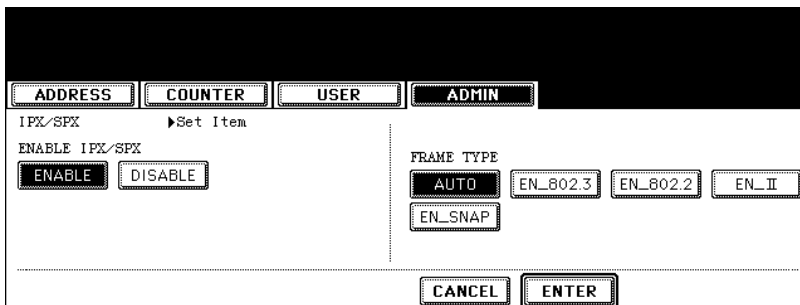 ADDRESS COUNTER USER ADMIN
IPX/SPX ▶Set Item
ENABLE IPX/SPX
ENABLE DISABLE
FRAME TYPE
AUTO EN_802.3 EN_802.2 EN_II
EN_SNAP
CANCEL ENTER